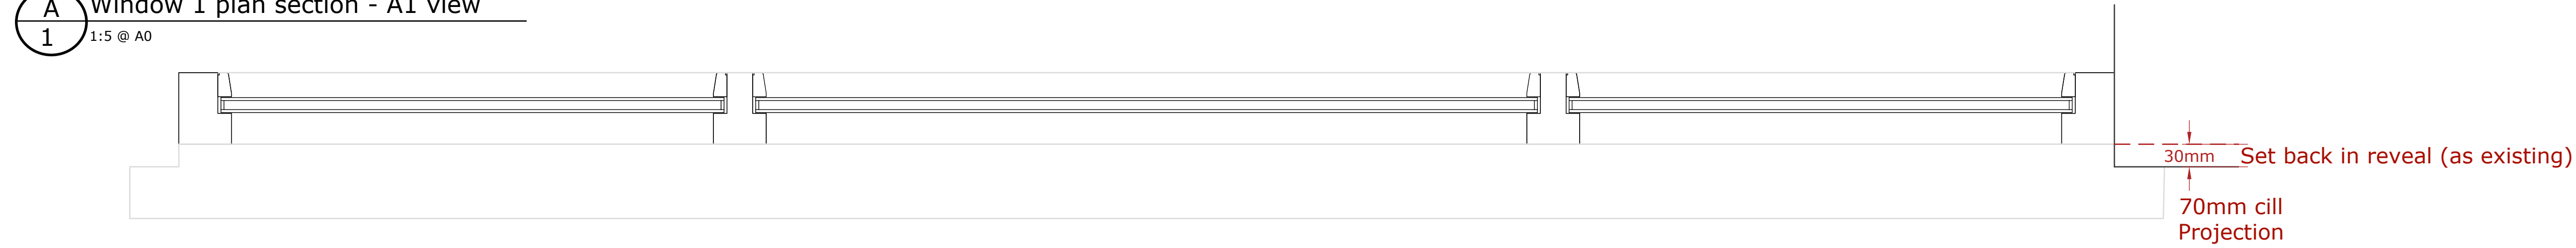 A
Window 1 plan section - A1 view
1
1:5 @ A0
30mm
Set back in reveal (as existing)
70mm cill
Projection